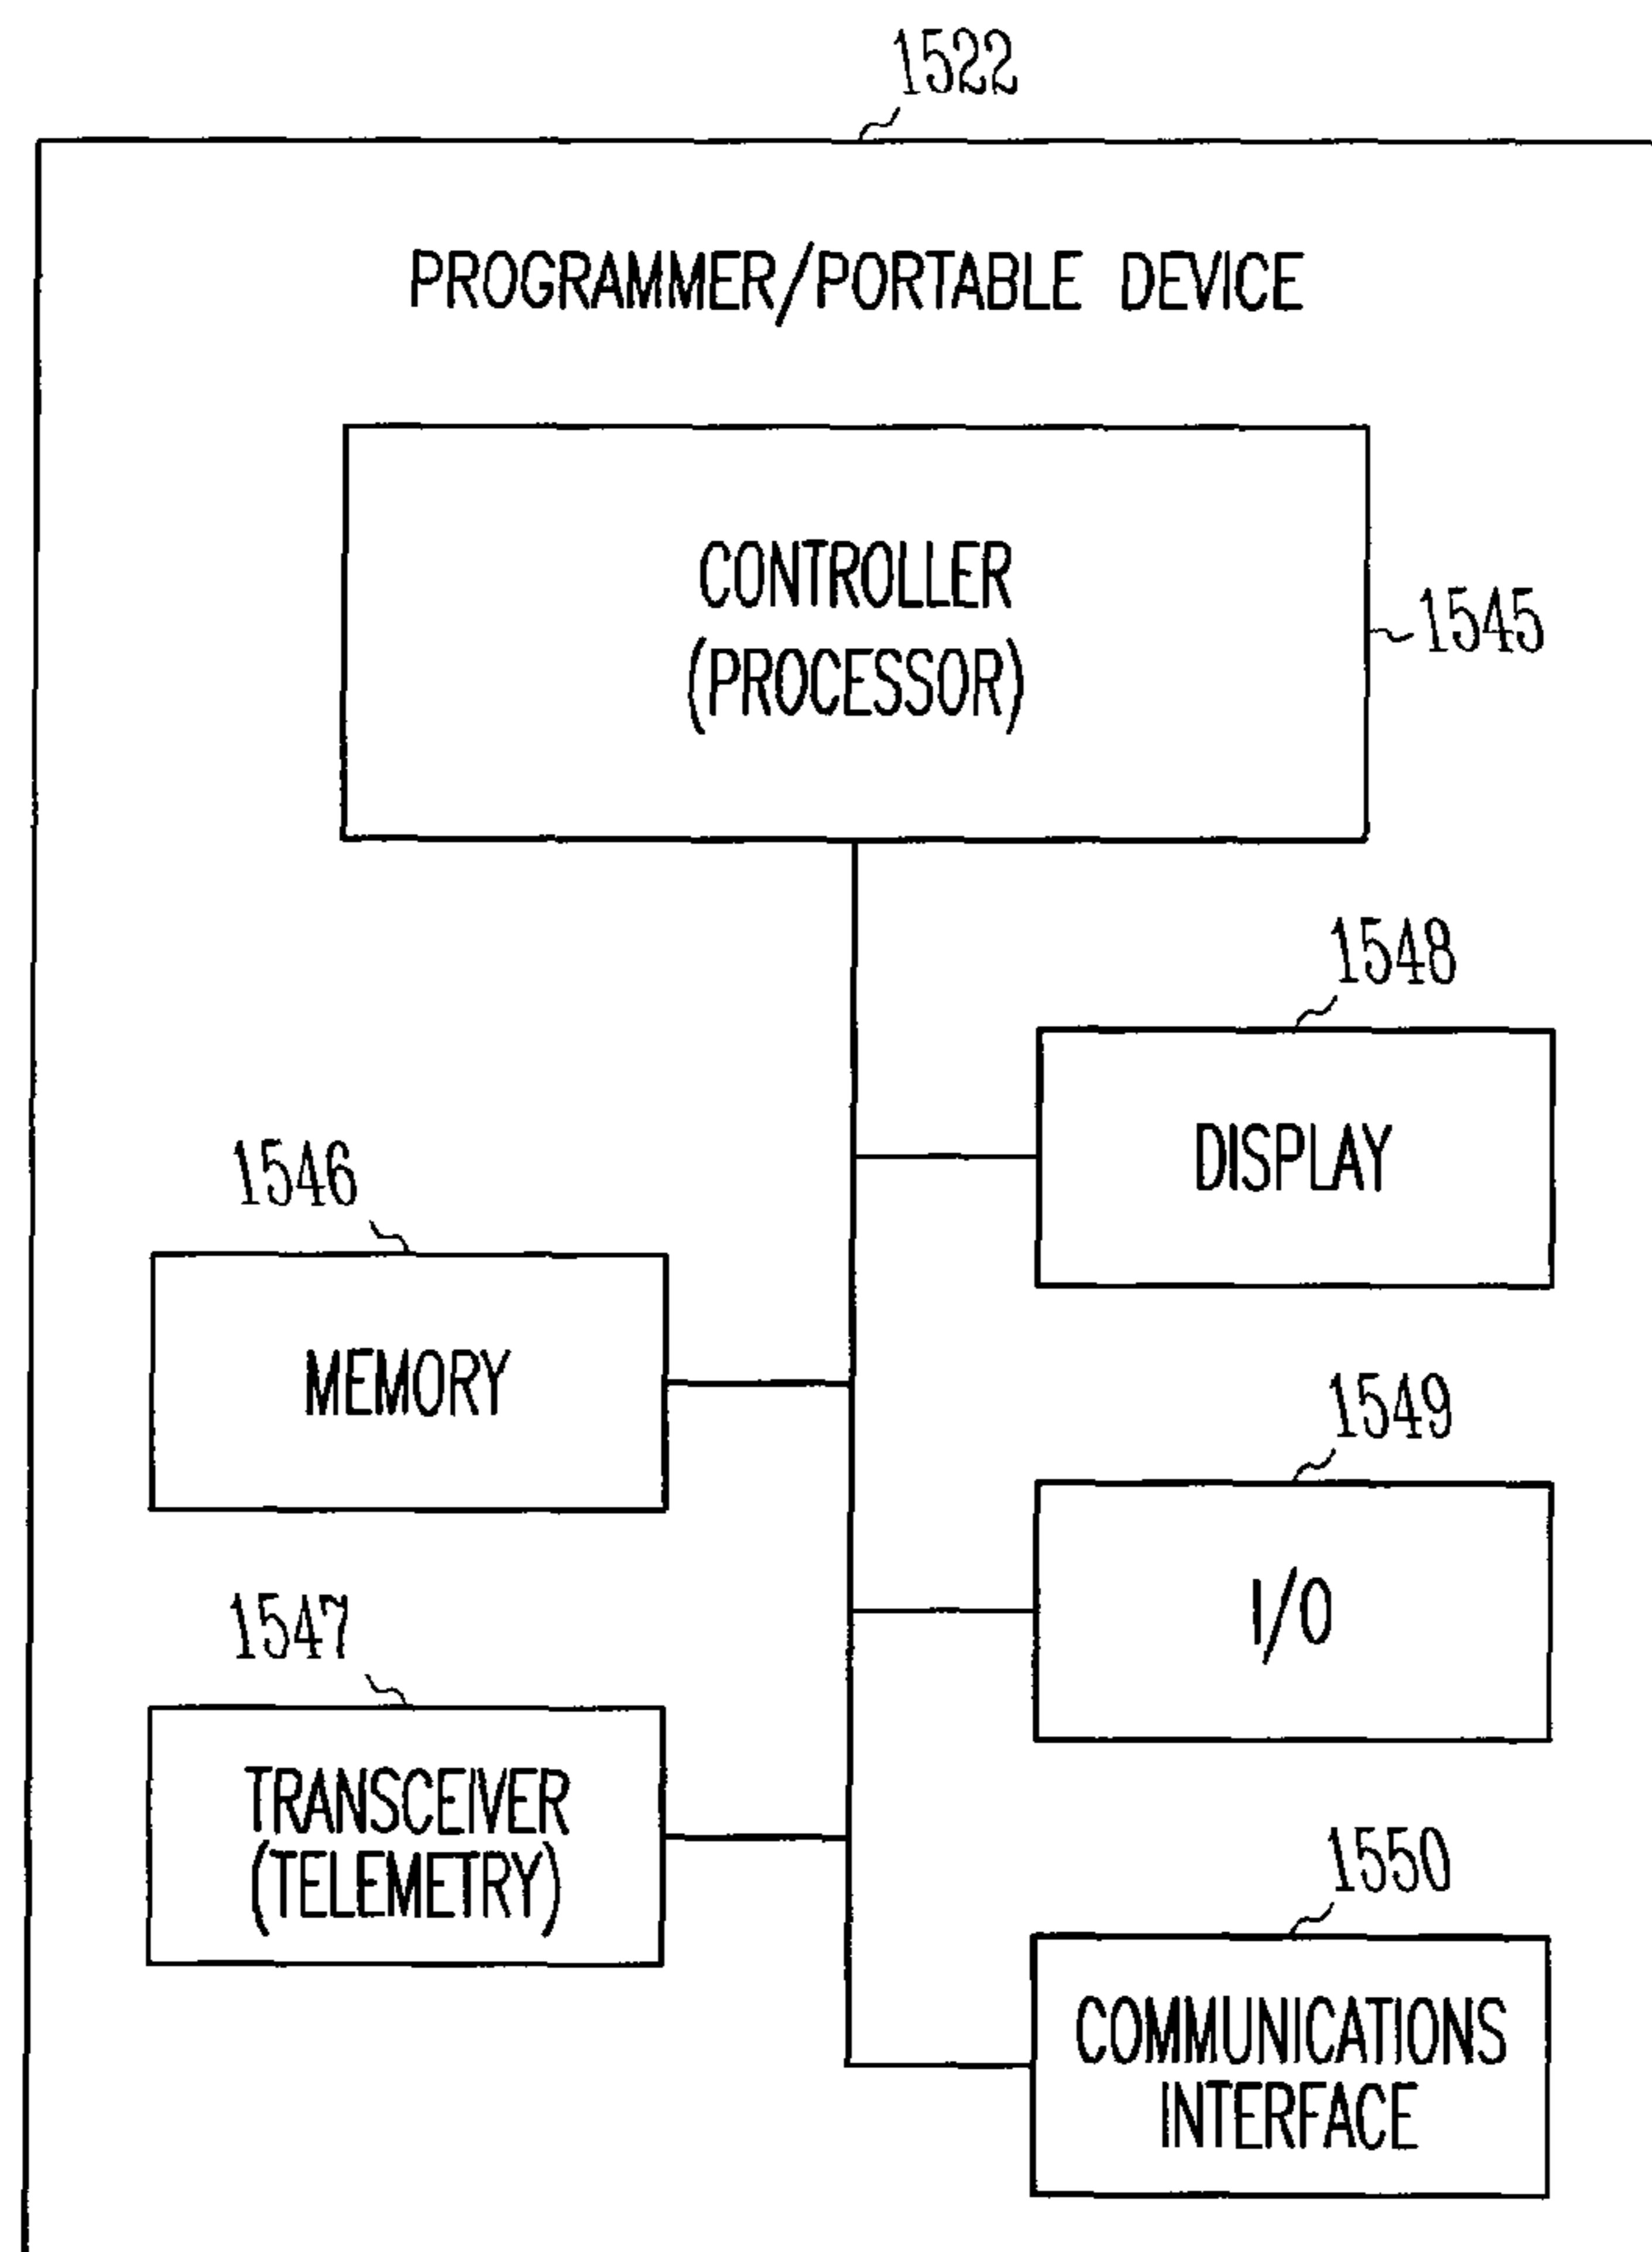 1522
PROGRAMMER/PORTABLE DEVICE
CONTROLLER
(PROCESSOR)
1545
1548
DISPLAY
1546
MEMORY
1549
I/O
1547
TRANSCEIVER
(TELEMETRY)
1550
COMMUNICATIONS
INTERFACE